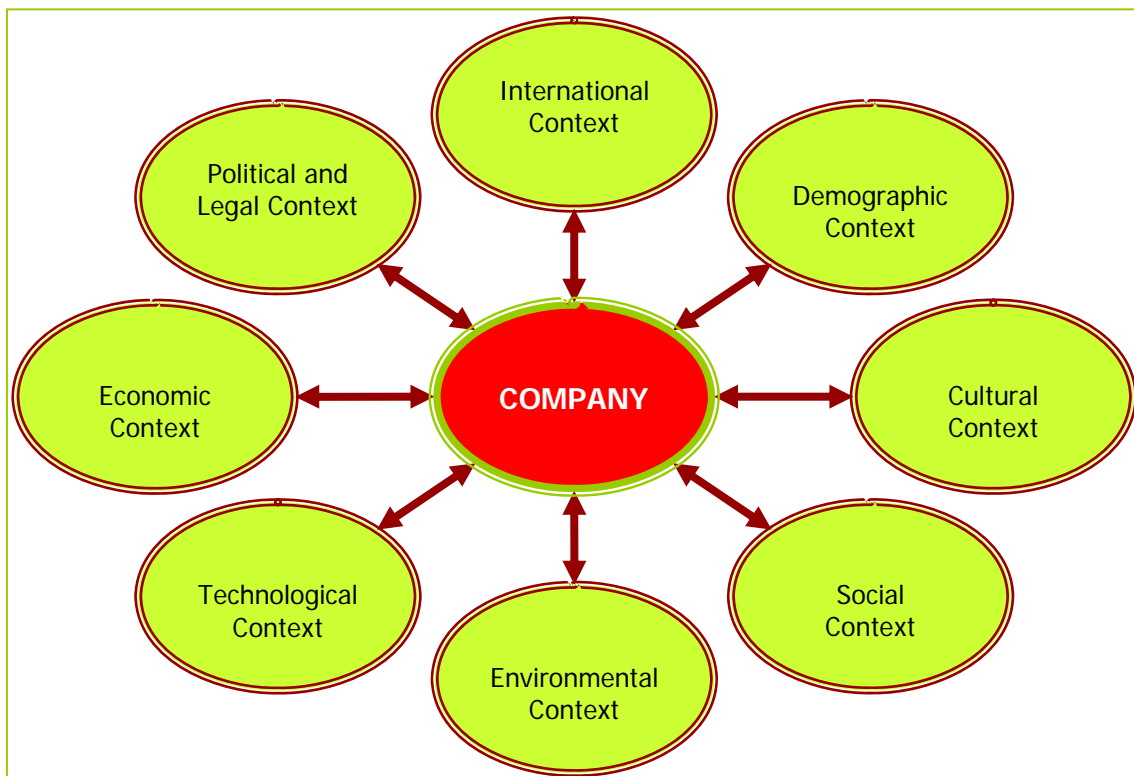 International
Context
Political and
Legal Context
Demographic
Context
Economic
Context
COMPANY
Cultural
Context
Technological
Context
Social
Context
Environmental
Context